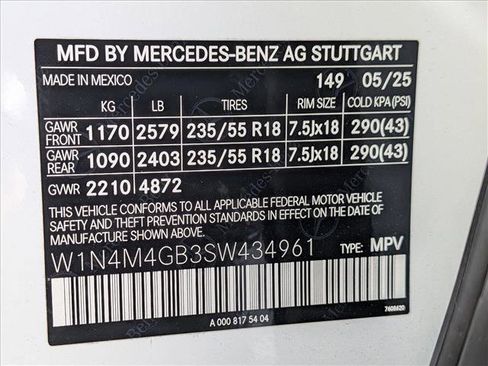 MFD BY MERCEDES-BENZ AG STUTTGART
MADE IN MEXICO 149 05/25
KG LB TIRES RIM SIZE COLD KPA (PSI)
GAWR FRONT 1170 2579 235/55 R18 7.5Jx18 290(43)
GAWR REAR 1090 2403 235/55 R18 7.5Jx18 290(43)
GVWR 2210 4872
THIS VEHICLE CONFORMS TO ALL APPLICABLE FEDERAL MOTOR VEHICLE
SAFETY AND THEFT PREVENTION STANDARDS IN EFFECT ON THE DATE OF
MANUFACTURE SHOWN ABOVE.
W1N4M4GB3SW434961 TYPE: MPV
A 000 817 54 04